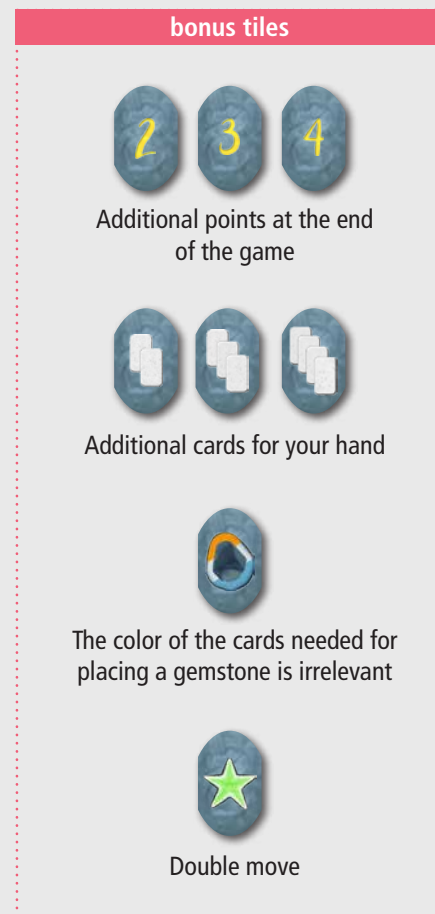 bonus tiles
2 3 4
Additional points at the end
of the game
Additional cards for your hand
The color of the cards needed for
placing a gemstone is irrelevant
Double move